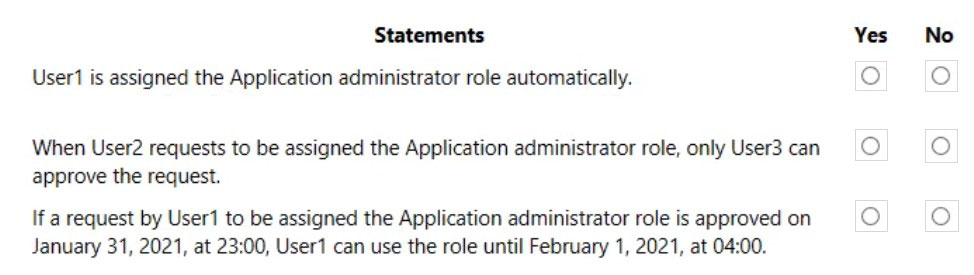 Statements Yes No
User1 is assigned the Application administrator role automatically.
When User2 requests to be assigned the Application administrator role, only User3 can
approve the request.
If a request by User1 to be assigned the Application administrator role is approved on
January 31, 2021, at 23:00, User1 can use the role until February 1, 2021, at 04:00.